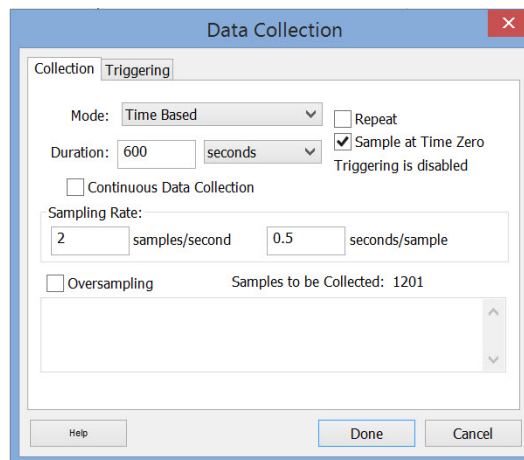 Data Collection
Collection Triggering
Mode: Time Based
Repeat
Duration: 600 seconds
Sample at Time Zero
Triggering is disabled
Continuous Data Collection
Sampling Rate:
2 samples/second 0.5 seconds/sample
Oversampling Samples to be Collected: 1201
Help Done Cancel